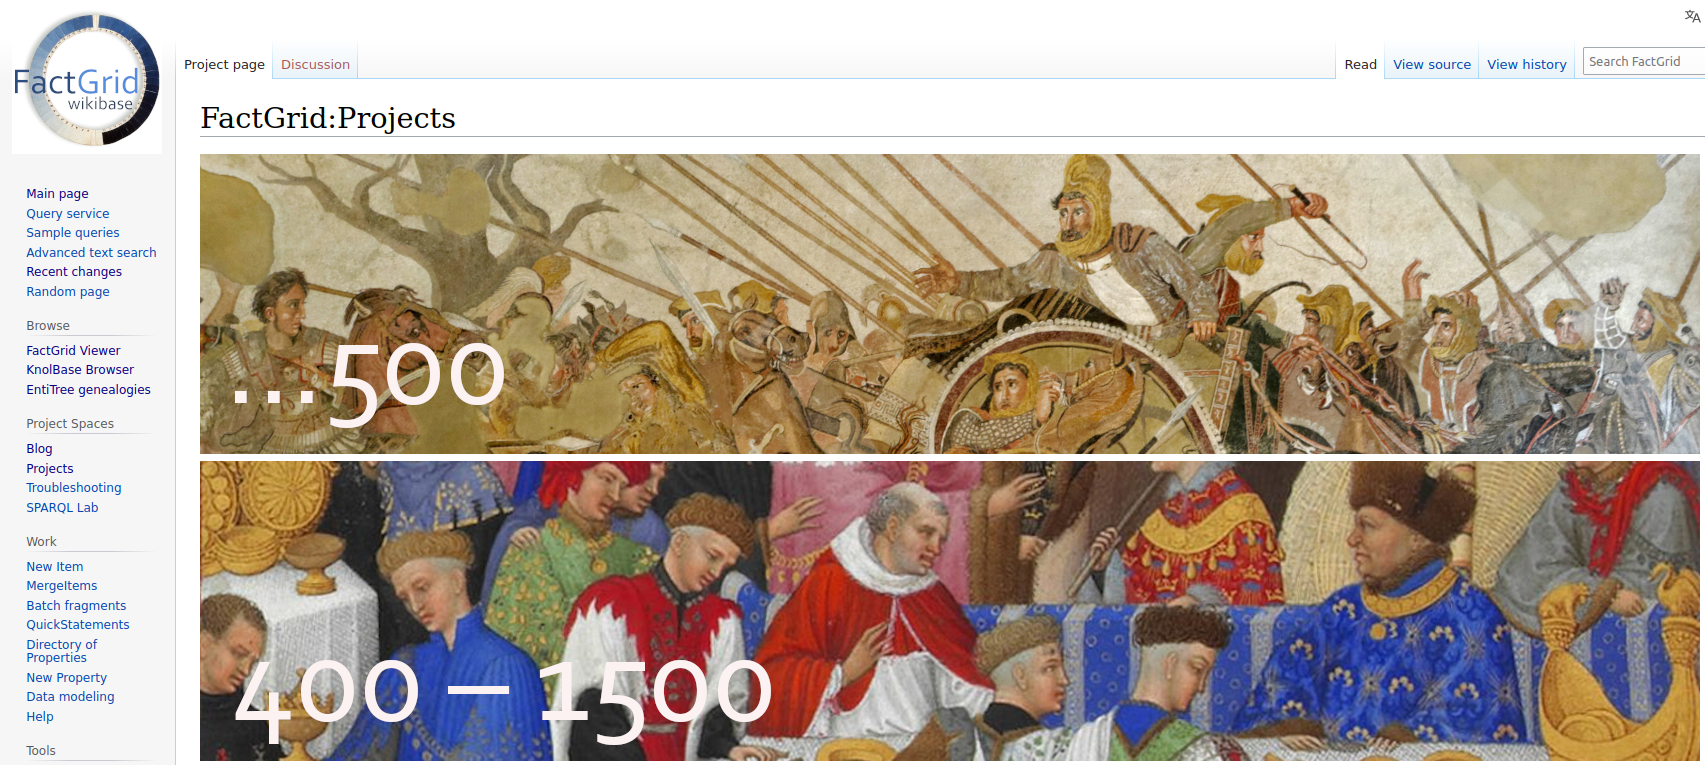 FactGrid
wikibase
Project page
Discussion
Read
View source
View history
Search FactGrid
FactGrid:Projects
Main page
Query service
Sample queries
Advanced text search
Recent changes
Random page
Browse
FactGrid Viewer
KnolBase Browser
EntiTree genealogies
Project Spaces
Blog
Projects
Troubleshooting
SPARQL Lab
Work
New Item
MergeItems
Batch fragments
QuickStatements
Directory of
Properties
New Property
Data modeling
Help
Tools
...500
400 – 1500